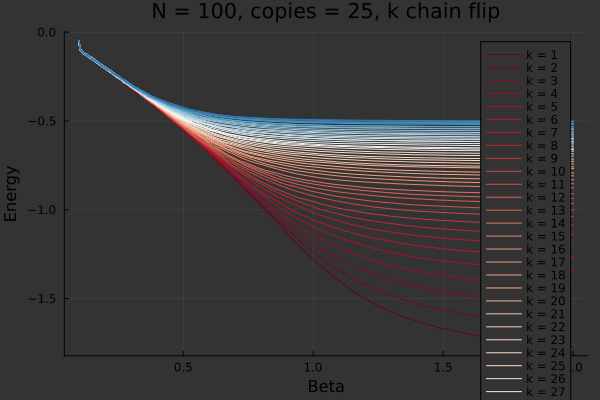 N = 100, copies = 25, k chain flip
Energy
0.0
−0.5
−1.0
−1.5
0.5
1.0
1.5
.0
Beta
k = 1
k = 2
k = 3
k = 4
k = 5
k = 6
k = 7
k = 8
k = 9
k = 10
k = 11
k = 12
k = 13
k = 14
k = 15
k = 16
k = 17
k = 18
k = 19
k = 20
k = 21
k = 22
k = 23
k = 24
k = 25
k = 26
k = 27